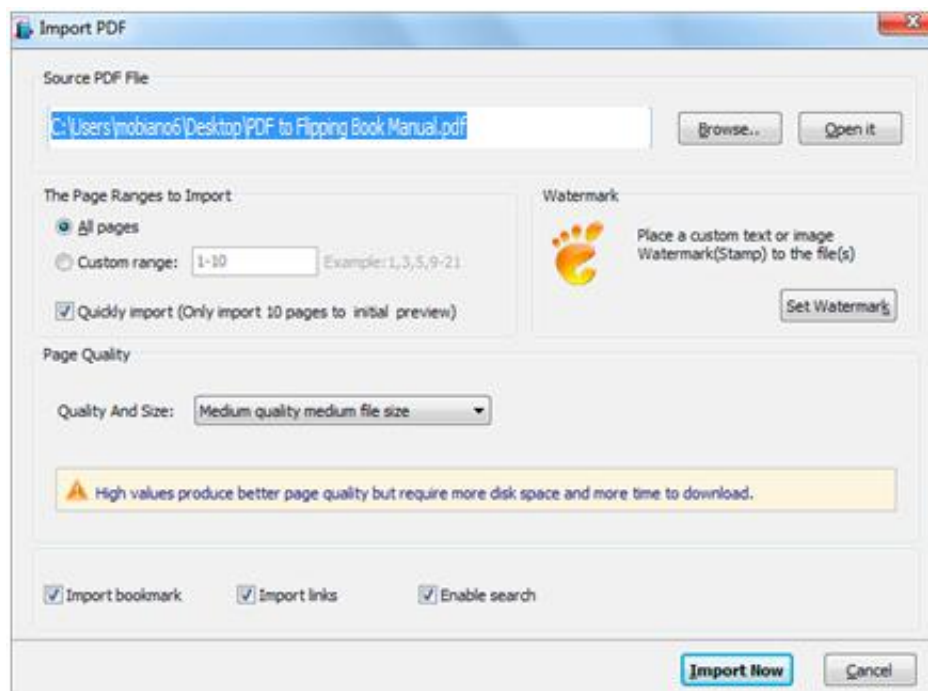 Import PDF
Source PDF File
C:\Users\mobiano6\Desktop\PDF to Flipping Book Manual.pdf
Browse..
Open it
The Page Ranges to Import
All pages
Custom range:
1-10
Example:1,3,5,9-21
Quickly import (Only import 10 pages to  initial  preview)
Watermark
Place a custom text or image
Watermark(Stamp) to the file(s)
Set Watermark
Page Quality
Quality And Size:
Medium quality medium file size
High values produce better page quality but require more disk space and more time to download.
Import bookmark
Import links
Enable search
Import Now
Cancel